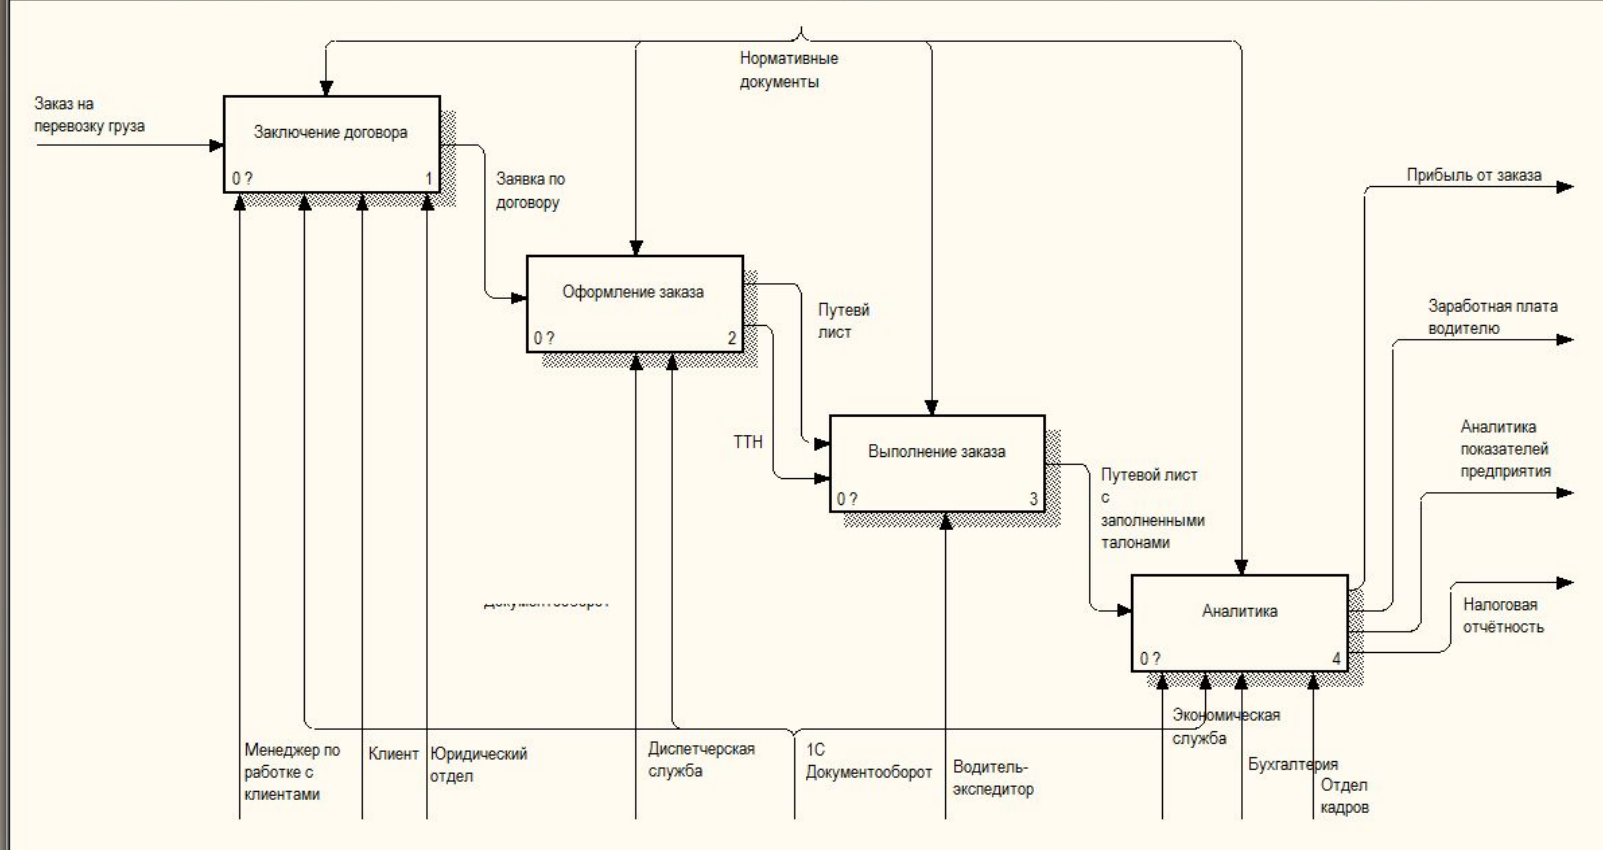 Нормативные
документы
Заказ на
перевозку груза
Заключение договора
0 ?
1
Заявка по
договору
Прибыль от заказа
Оформление заказа
0 ?
2
Путевй
лист
Заработная плата
водителю
ТТН
Выполнение заказа
0 ?
3
Аналитика
показателей
предприятия
Путевой лист
с
заполненными
талонами
Аналитика
0 ?
4
Налоговая
отчётность
Экономическая
служба
Менеджер по
работе с
клиентами
Клиент
Юридический
отдел
Диспетчерская
служба
1С
Документооборот
Водитель-
экспедитор
Бухгалтерия
Отдел
кадров